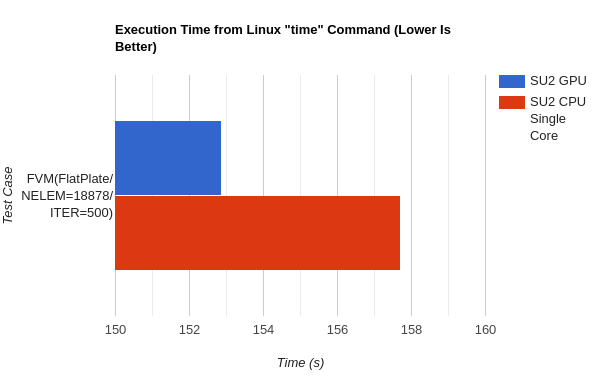 Execution Time from Linux "time" Command (Lower Is
Better)
SU2 GPU
SU2 CPU
Single
Core
Test Case
FVM(FlatPlate/
NELEM=18878/
ITER=500)
150 152 154 156 158 160
Time (s)